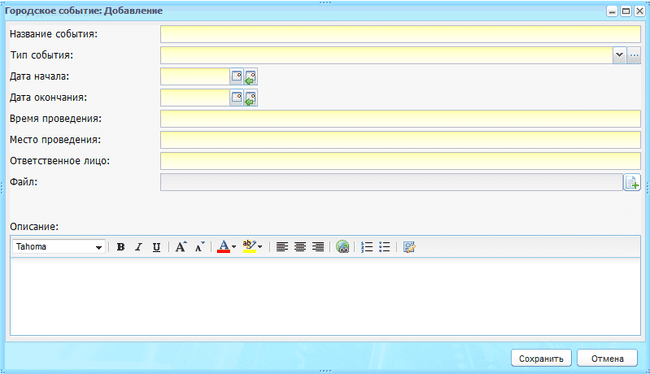 Городское событие: Добавление
Название события:
Тип события:
Дата начала:
Дата окончания:
Время проведения:
Место проведения:
Ответственное лицо:
Файл:
Описание:
Tahoma B I U A A A ab
Сохранить Отмена